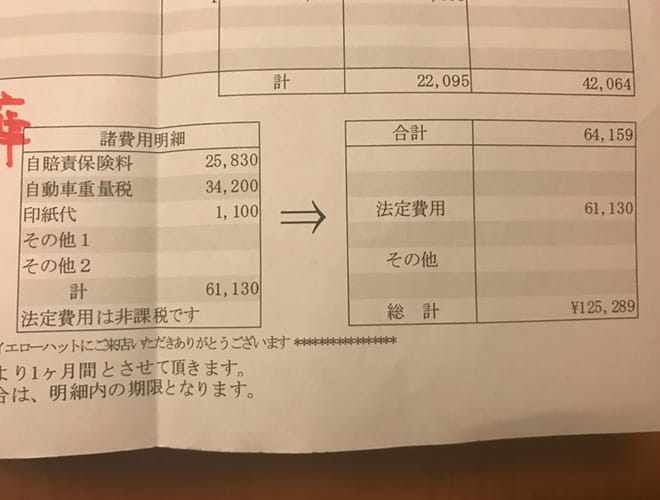 計 22,095 42,064
諸費用明細
自賠責保険料 25,830
自動車重量税 34,200
印紙代 1,100
その他1
その他2
計 61,130
法定費用は非課税です
⇒
合計 64,159
法定費用 61,130
その他
総計 ¥125,289
イエローハットにご来店いただきありがとうございます *****************
より1ヶ月間とさせて頂きます。
合は、明細内の期限となります。